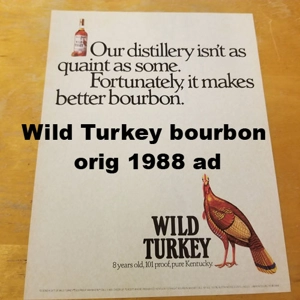 Our distillery isn't as
quaint as some.
Fortunately, it makes
better bourbon.
Wild Turkey bourbon
orig 1988 ad
WILD
TURKEY
8 years old, 101 proof, pure Kentucky.